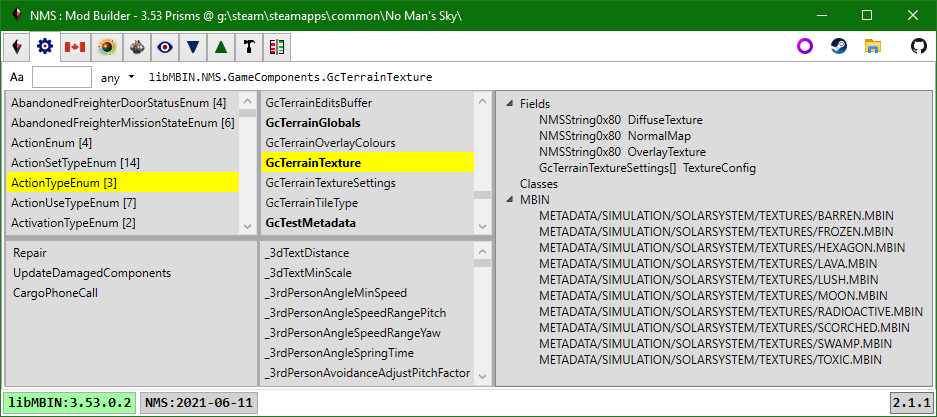 NMS : Mod Builder - 3.53 Prisms @ g:\steam\steamapps\common\No Man's Sky\
Aa any libMBIN.NMS.GameComponents.GcTerrainTexture
AbandonedFreighterDoorStatusEnum [4]
AbandonedFreighterMissionStateEnum [6]
ActionEnum [4]
ActionSetTypeEnum [14]
ActionTypeEnum [3]
ActionUseTypeEnum [7]
ActivationTypeEnum [2]
GcTerrainEditsBuffer
GcTerrainGlobals
GcTerrainOverlayColours
GcTerrainTexture
GcTerrainTextureSettings
GcTerrainTileType
GcTestMetadata
Repair
UpdateDamagedComponents
CargoPhoneCall
_3dTextDistance
_3dTextMinScale
_3rdPersonAngleMinSpeed
_3rdPersonAngleSpeedRangePitch
_3rdPersonAngleSpeedRangeYaw
_3rdPersonAngleSpringTime
_3rdPersonAvoidanceAdjustPitchFactor
Fields
NMSString0x80 DiffuseTexture
NMSString0x80 NormalMap
NMSString0x80 OverlayTexture
GcTerrainTextureSettings[] TextureConfig
Classes
MBIN
METADATA/SIMULATION/SOLARSYSTEM/TEXTURES/BARREN.MBIN
METADATA/SIMULATION/SOLARSYSTEM/TEXTURES/FROZEN.MBIN
METADATA/SIMULATION/SOLARSYSTEM/TEXTURES/HEXAGON.MBIN
METADATA/SIMULATION/SOLARSYSTEM/TEXTURES/LAVA.MBIN
METADATA/SIMULATION/SOLARSYSTEM/TEXTURES/LUSH.MBIN
METADATA/SIMULATION/SOLARSYSTEM/TEXTURES/MOON.MBIN
METADATA/SIMULATION/SOLARSYSTEM/TEXTURES/RADIOACTIVE.MBIN
METADATA/SIMULATION/SOLARSYSTEM/TEXTURES/SCORCHED.MBIN
METADATA/SIMULATION/SOLARSYSTEM/TEXTURES/SWAMP.MBIN
METADATA/SIMULATION/SOLARSYSTEM/TEXTURES/TOXIC.MBIN
libMBIN:3.53.0.2 NMS:2021-06-11 2.1.1